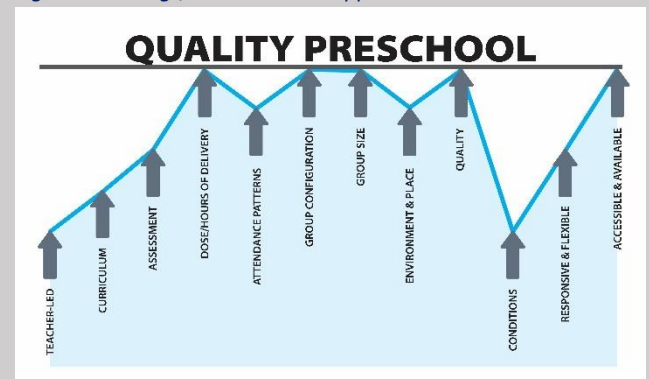 QUALITY PRESCHOOL
TEACHER-LED
CURRICULUM
ASSESSMENT
DOSE/HOURS OF DELIVERY
ATTENDANCE PATTERNS
GROUP CONFIGURATION
GROUP SIZE
ENVIRONMENT & PLACE
QUALITY
CONDITIONS
RESPONSIVE & FLEXIBLE
ACCESSIBLE & AVAILABLE